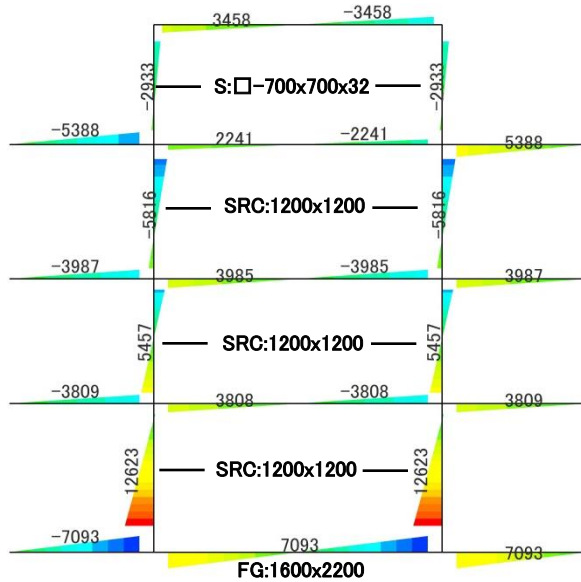 3458 -3458
-2933 S:□-700x700x32 -2933
-5388 2241 -2241 5388
-5816 SRC:1200x1200 -5816
-3987 3985 -3985 3987
5457 SRC:1200x1200 5457
-3809 3808 -3808 3809
12623 SRC:1200x1200 12623
-7093 7093 7093
FG:1600x2200